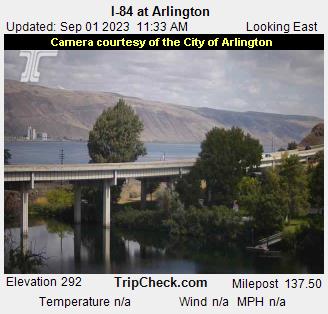 I-84 at Arlington
Updated: Sep 01 2023 11:33 AM Looking East
Camera courtesy of the City of Arlington
Elevation 292 TripCheck.com Milepost 137.50
Temperature n/a Wind n/a MPH n/a